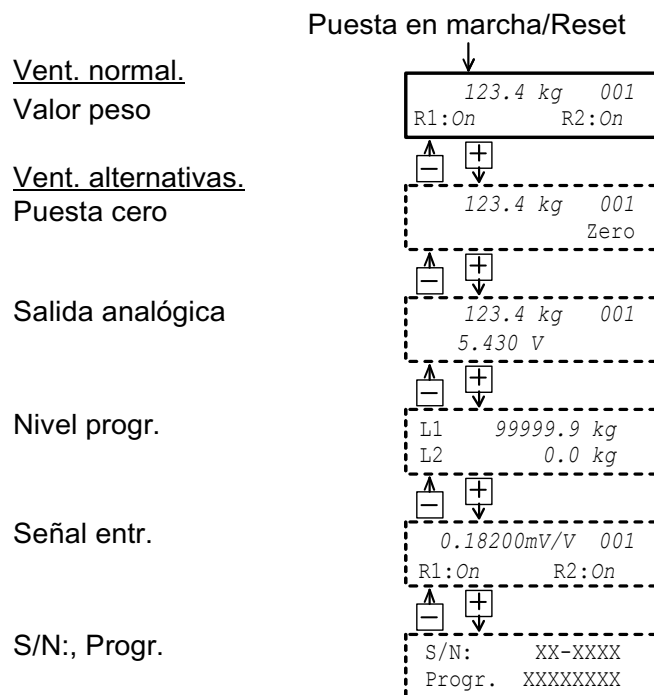 Puesta en marcha/Reset
Vent. normal.
Valor peso
123.4 kg 001
R1:On R2:On
- +
Vent. alternativas.
Puesta cero
123.4 kg 001
Zero
- +
Salida analógica
123.4 kg 001
5.430 V
- +
Nivel progr.
L1 99999.9 kg
L2 0.0 kg
- +
Señal entr.
0.18200mV/V 001
R1:On R2:On
- +
S/N:, Progr.
S/N: XX-XXXX
Progr. XXXXXXXX